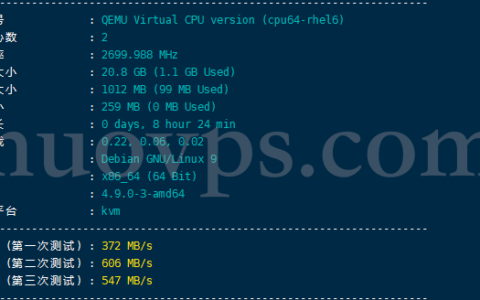 号 : QEMU Virtual CPU version (cpu64-rhel6)
心数 : 2
率 : 2699.988 MHz
大小 : 20.8 GB (1.1 GB Used)
大小 : 1012 MB (99 MB Used)
小 : 259 MB (0 MB Used)
长 : 0 days, 8 hour 24 min
载 : 0.22, 0.06, 0.02
: Debian GNU/Linux 9
: x86_64 (64 Bit)
: 4.9.0-3-amd64
平台 : kvm
(第一次测试) : 372 MB/s
(第二次测试) : 606 MB/s
(第三次测试) : 547 MB/s
nuovps.com